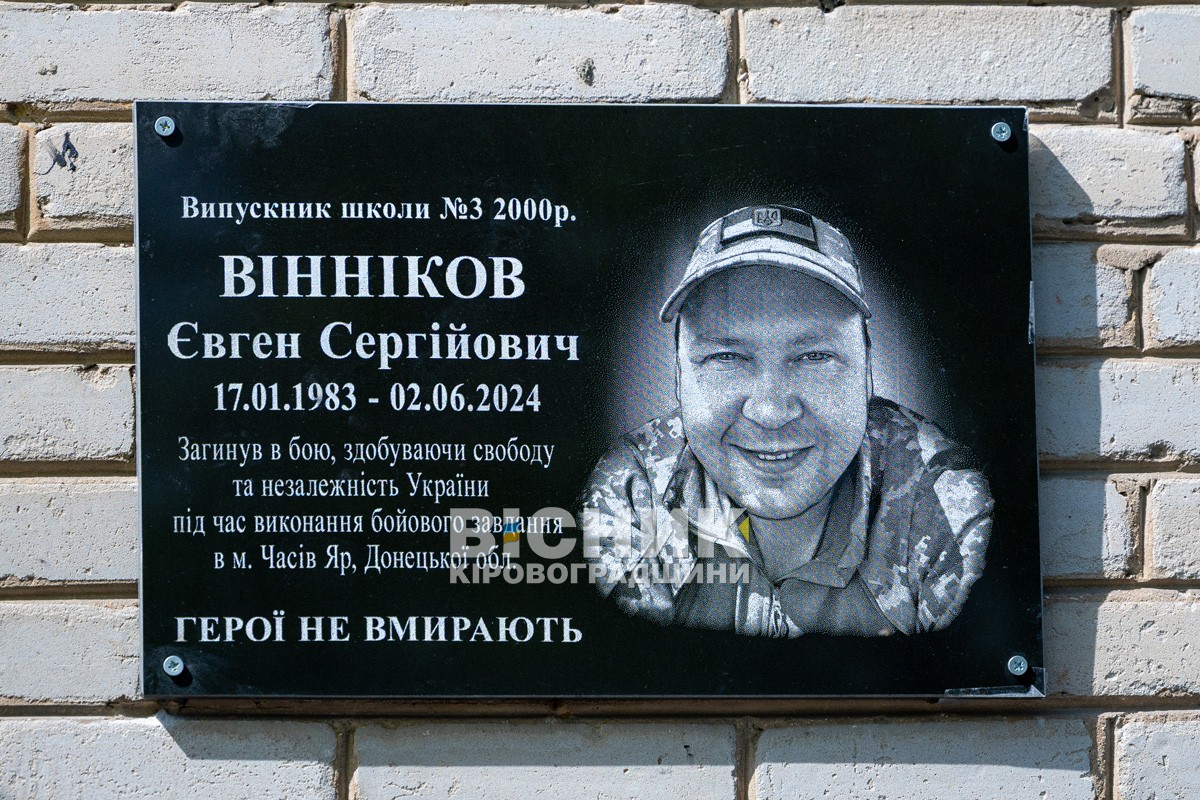 Випускник школи №3 2000р.
ВІННІКОВ
Євген Сергійович
17.01.1983 - 02.06.2024
Загинув в бою, здобуваючи свободу
та незалежність України
під час виконання бойового завдання
в м. Часів Яр, Донецької обл.
ГЕРОЇ НЕ ВМИРАЮТЬ
ВІСНИК
КІРОВОГРАДЩИНИ